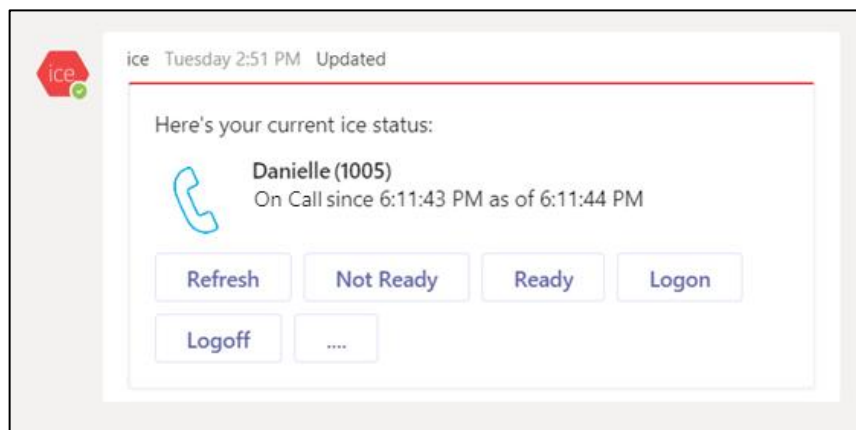 ice
ice Tuesday 2:51 PM Updated
Here's your current ice status:
Danielle (1005)
On Call since 6:11:43 PM as of 6:11:44 PM
Refresh Not Ready Ready Logon
Logoff ....